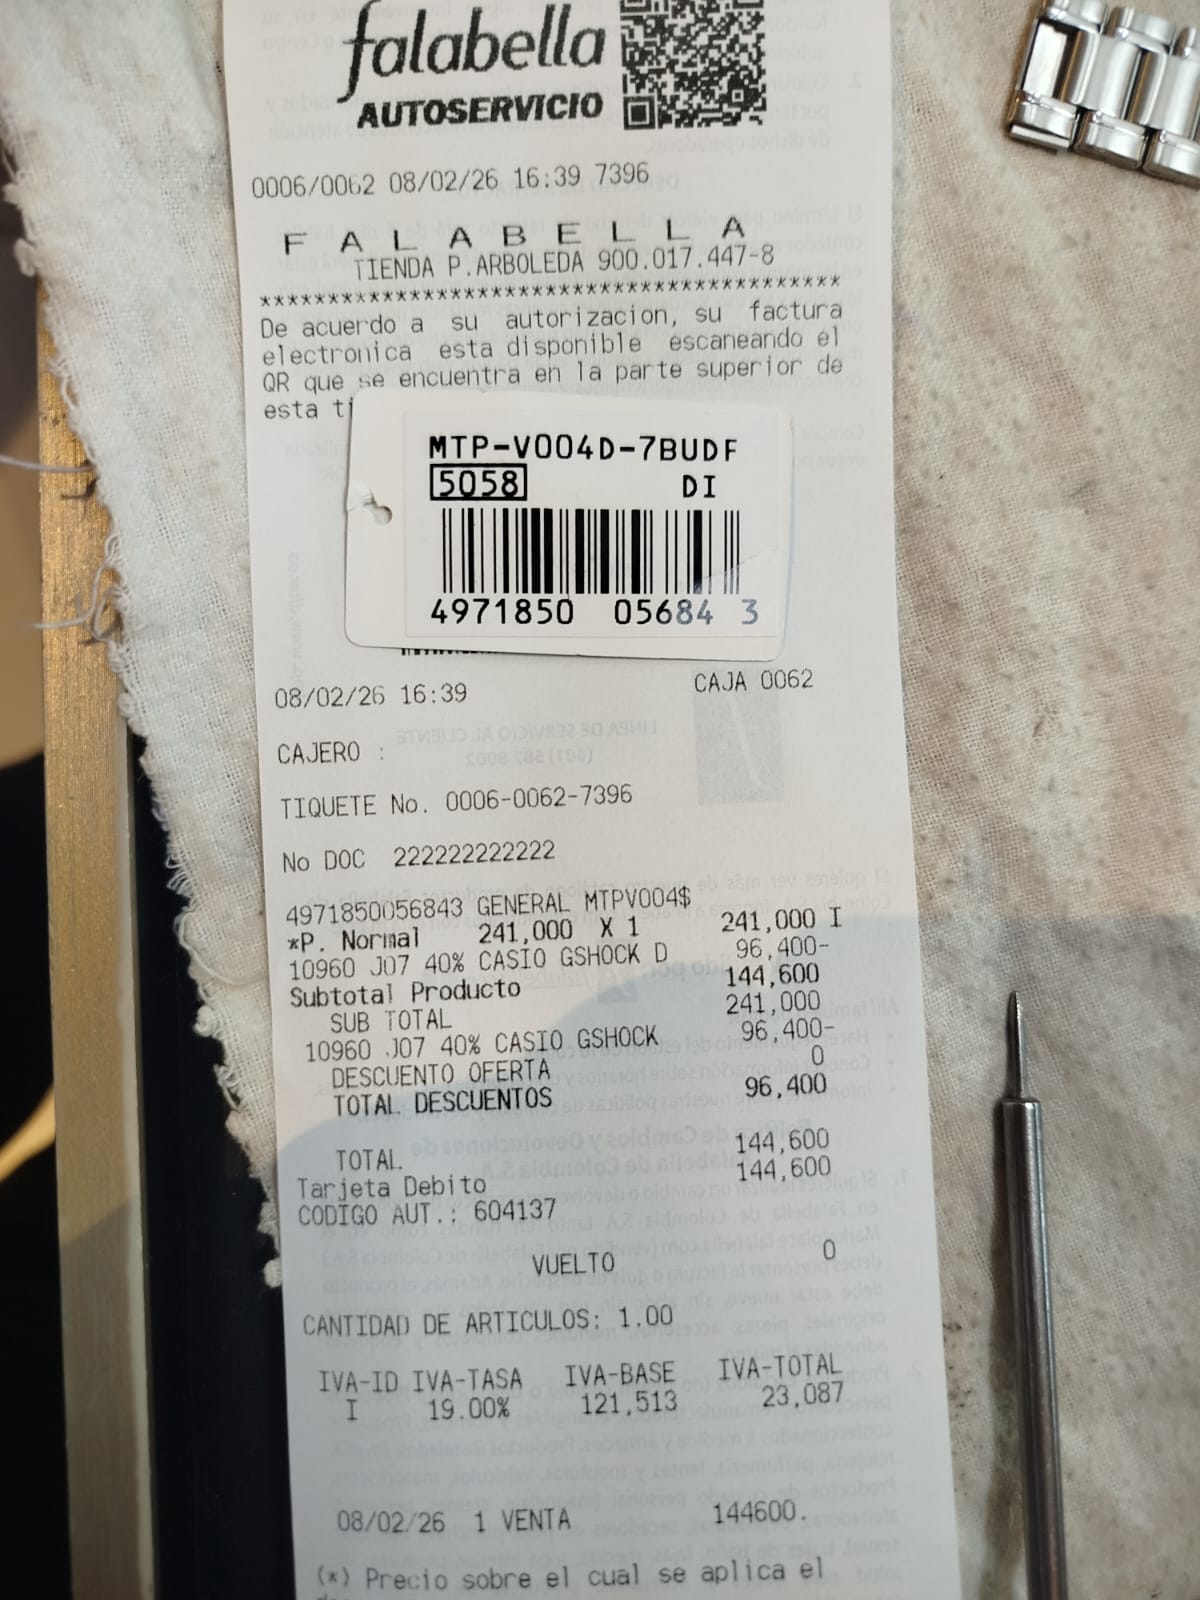 falabella
AUTOSERVICIO
0006/0062 08/02/26 16:39 7396
F A L A B E L L A
TIENDA P.ARBOLEDA 900.017.447-8
*******************************************
De acuerdo a su autorizacion, su factura
electronica esta disponible escaneando el
QR que se encuentra en la parte superior de
esta
MTP-V004D-7BUDF
5058 DI
4971850 05684 3
08/02/26 16:39 CAJA 0062
CAJERO :
TIQUETE No. 0006-0062-7396
No DOC 222222222222
4971850056843 GENERAL MTPV004$
*P. Normal 241,000 X 1 241,000 I
10960 J07 40% CASIO GSHOCK D 96,400-
Subtotal Producto 144,600
SUB TOTAL 241,000
10960 J07 40% CASIO GSHOCK 96,400-
DESCUENTO OFERTA 0
TOTAL DESCUENTOS 96,400
TOTAL 144,600
Tarjeta Debito 144,600
CODIGO AUT.: 604137
VUELTO 0
CANTIDAD DE ARTICULOS: 1.00
IVA-ID IVA-TASA IVA-BASE IVA-TOTAL
I 19.00% 121,513 23,087
08/02/26 1 VENTA 144600.
(*) Precio sobre el cual se aplica el